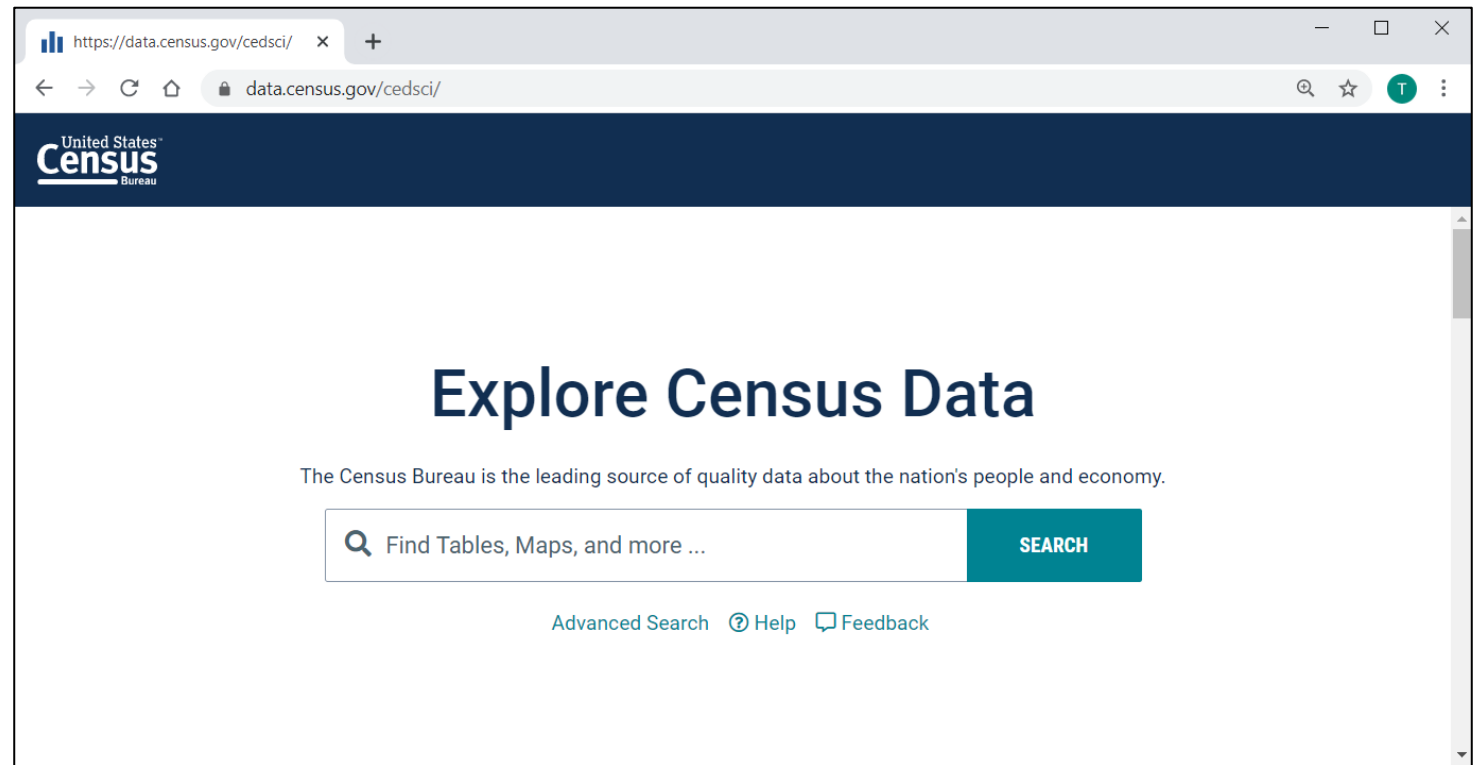 https://data.census.gov/cedsci/
data.census.gov/cedsci/
T
United States™
Census
Bureau
Explore Census Data
The Census Bureau is the leading source of quality data about the nation's people and economy.
Find Tables, Maps, and more ...
SEARCH
Advanced Search Help Feedback